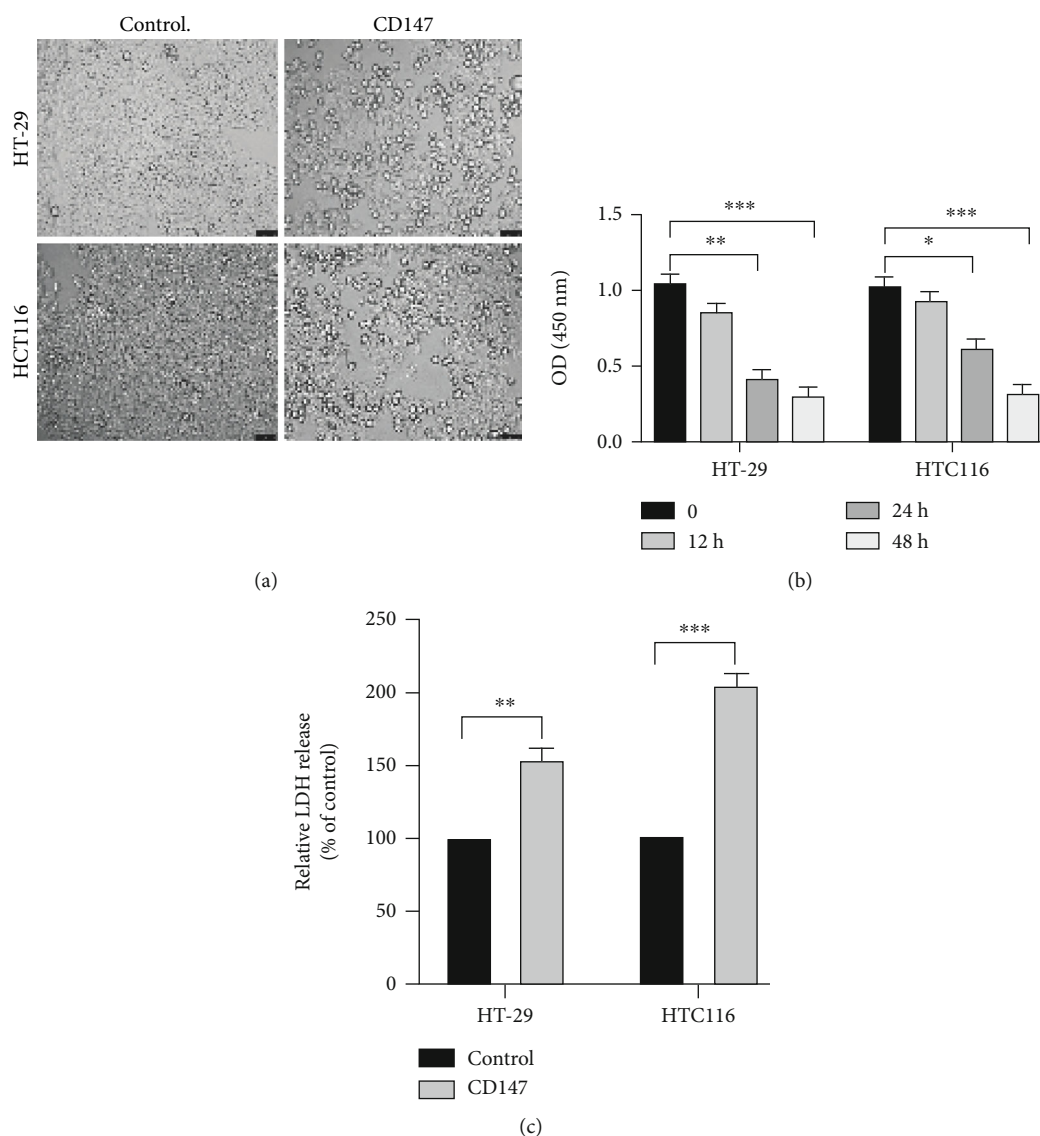 Control.
CD147
HT-29
HCT116
(a)
OD (450 nm)
1.5
1.0
0.5
0.0
***
**
***
*
HT-29
HTC116
0
24 h
12 h
48 h
(b)
Relative LDH release
(% of control)
250
200
150
100
50
0
**
***
HT-29
HTC116
Control
CD147
(c)